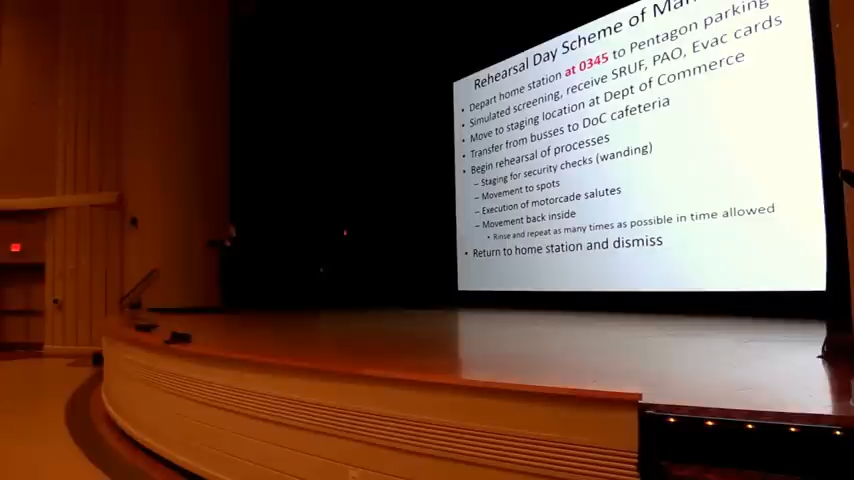 Rehearsal Day Scheme of
• Depart home station at 0345 to Pentagon parking
• Simulated screening, receive SRUF, PAO, Evac cards
• Move to staging location at Dept of Commerce
• Transfer from busses to DoC cafeteria
• Begin rehearsal of processes
– Staging for security checks (wanding)
– Movement to spots
– Execution of motorcade salutes
– Movement back inside
• Rinse and repeat as many times as possible in time allowed
• Return to home station and dismiss